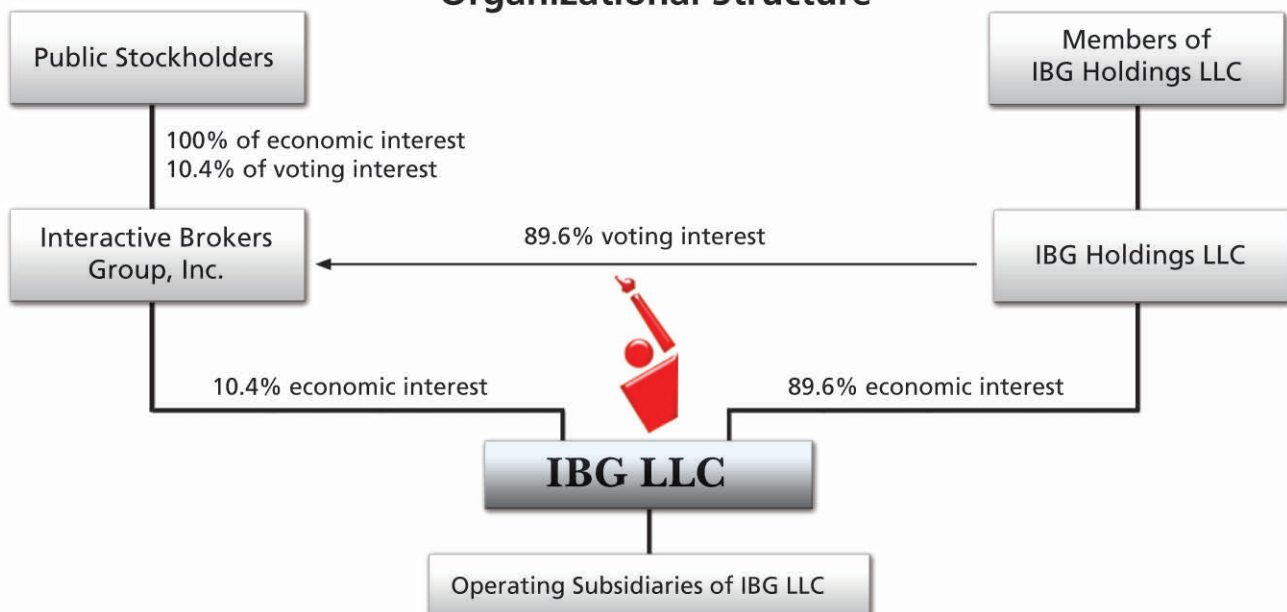 Organizational Structure
Public Stockholders
Members of
IBG Holdings LLC
100% of economic interest
10.4% of voting interest
Interactive Brokers
Group, Inc.
89.6% voting interest
IBG Holdings LLC
10.4% economic interest
89.6% economic interest
IBG LLC
Operating Subsidiaries of IBG LLC